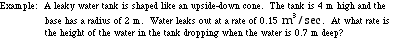 Example: A leaky water tank is shaped like an upside-down cone. The tank is 4 m high and the
base has a radius of 2 m. Water leaks out at a rate of 0.15 m³/sec. At what rate is
the height of the water in the tank dropping when the water is 0.7 m deep?